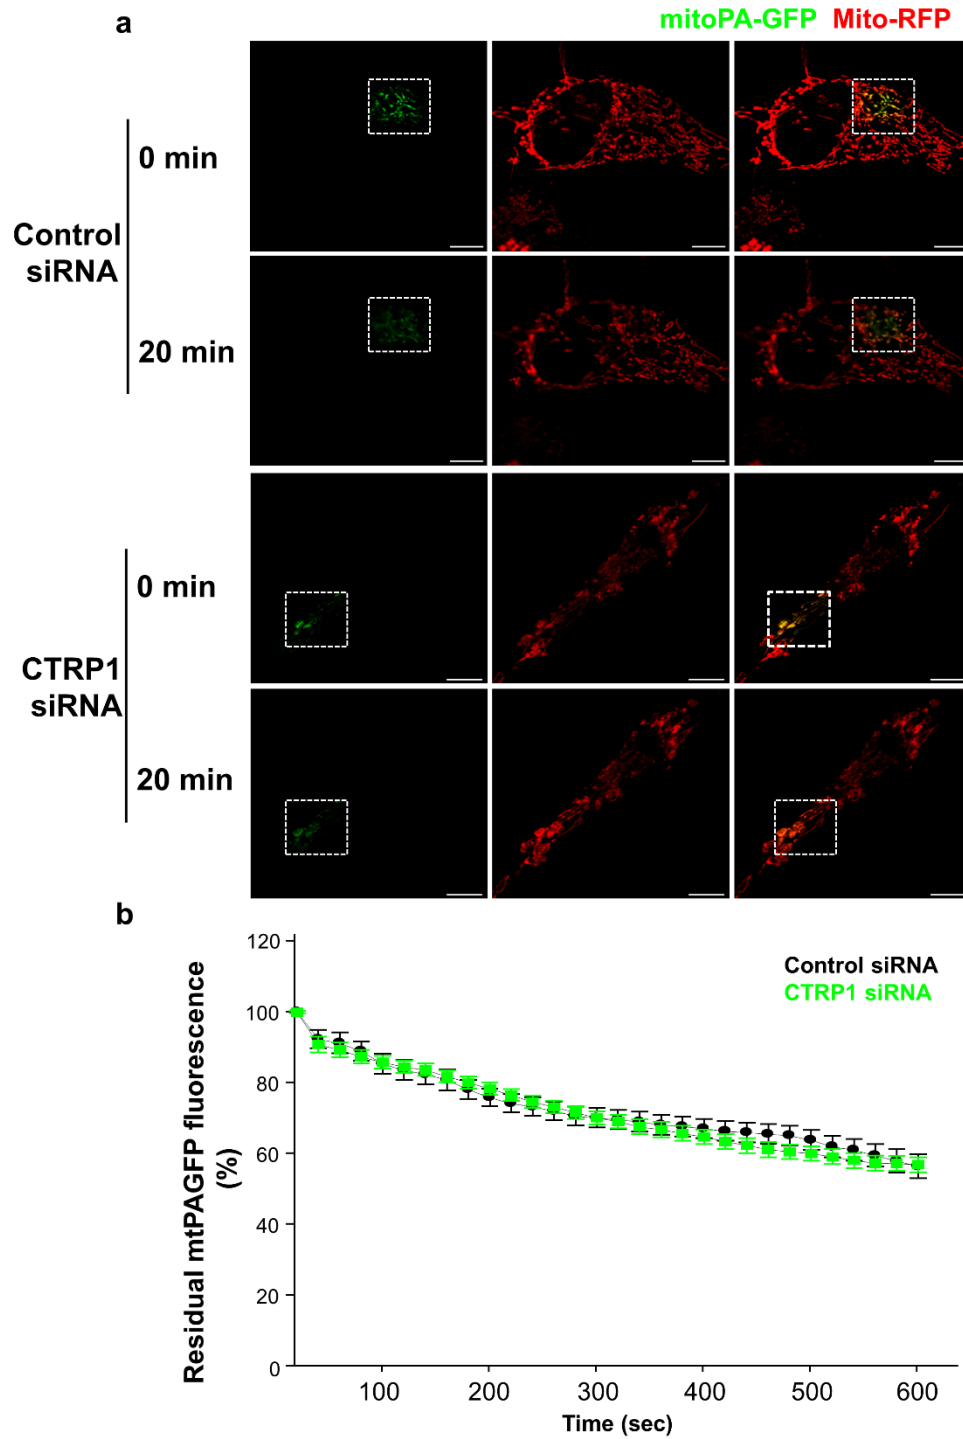 a
mitoPA-GFP Mito-RFP
Control
siRNA
0 min
20 min
CTRP1
siRNA
0 min
20 min
b
Residual mtPAGFP fluorescence
(%)
120
100
80
60
40
20
0
Control siRNA
CTRP1 siRNA
100 200 300 400 500 600
Time (sec)